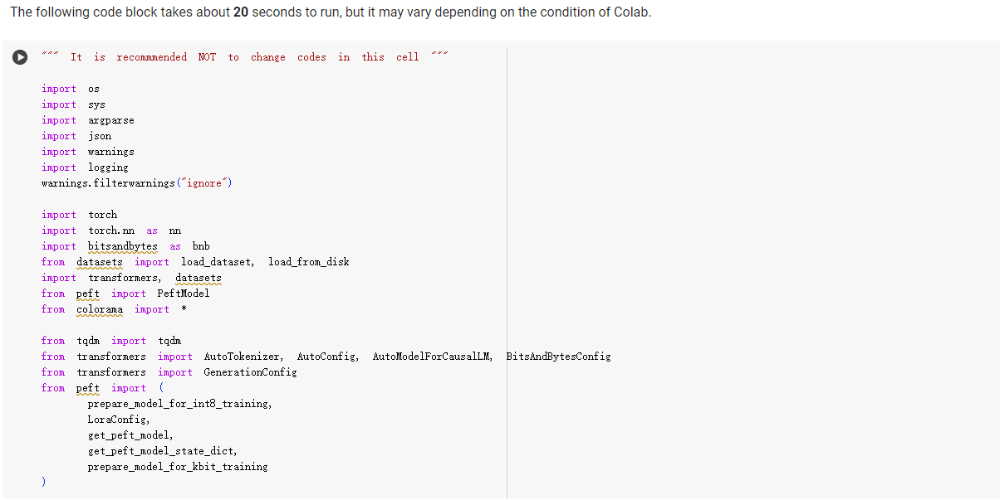 The following code block takes about 20 seconds to run, but it may vary depending on the condition of Colab.
""" It is recommmended NOT to change codes in this cell """
import os
import sys
import argparse
import json
import warnings
import logging
warnings.filterwarnings("ignore")
import torch
import torch.nn as nn
import bitsandbytes as bnb
from datasets import load_dataset, load_from_disk
import transformers, datasets
from peft import PeftModel
from colorama import *
from tqdm import tqdm
from transformers import AutoTokenizer, AutoConfig, AutoModelForCausalLM, BitsAndBytesConfig
from transformers import GenerationConfig
from peft import (
prepare_model_for_int8_training,
LoraConfig,
get_peft_model,
get_peft_model_state_dict,
prepare_model_for_kbit_training
)